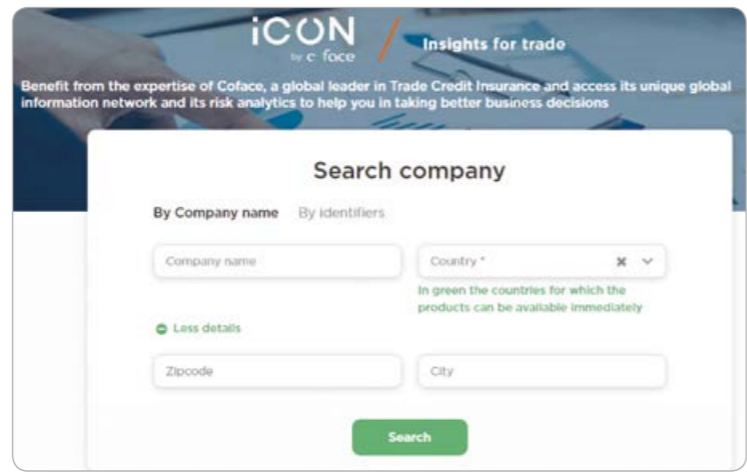 iCON
by coface
Insights for trade
Benefit from the expertise of Coface, a global leader in Trade Credit Insurance and access its unique global
information network and its risk analytics to help you in taking better business decisions
Search company
By Company name By identifiers
Company name Country *
In green the countries for which the
products can be available immediately
Less details
Zipcode City
Search